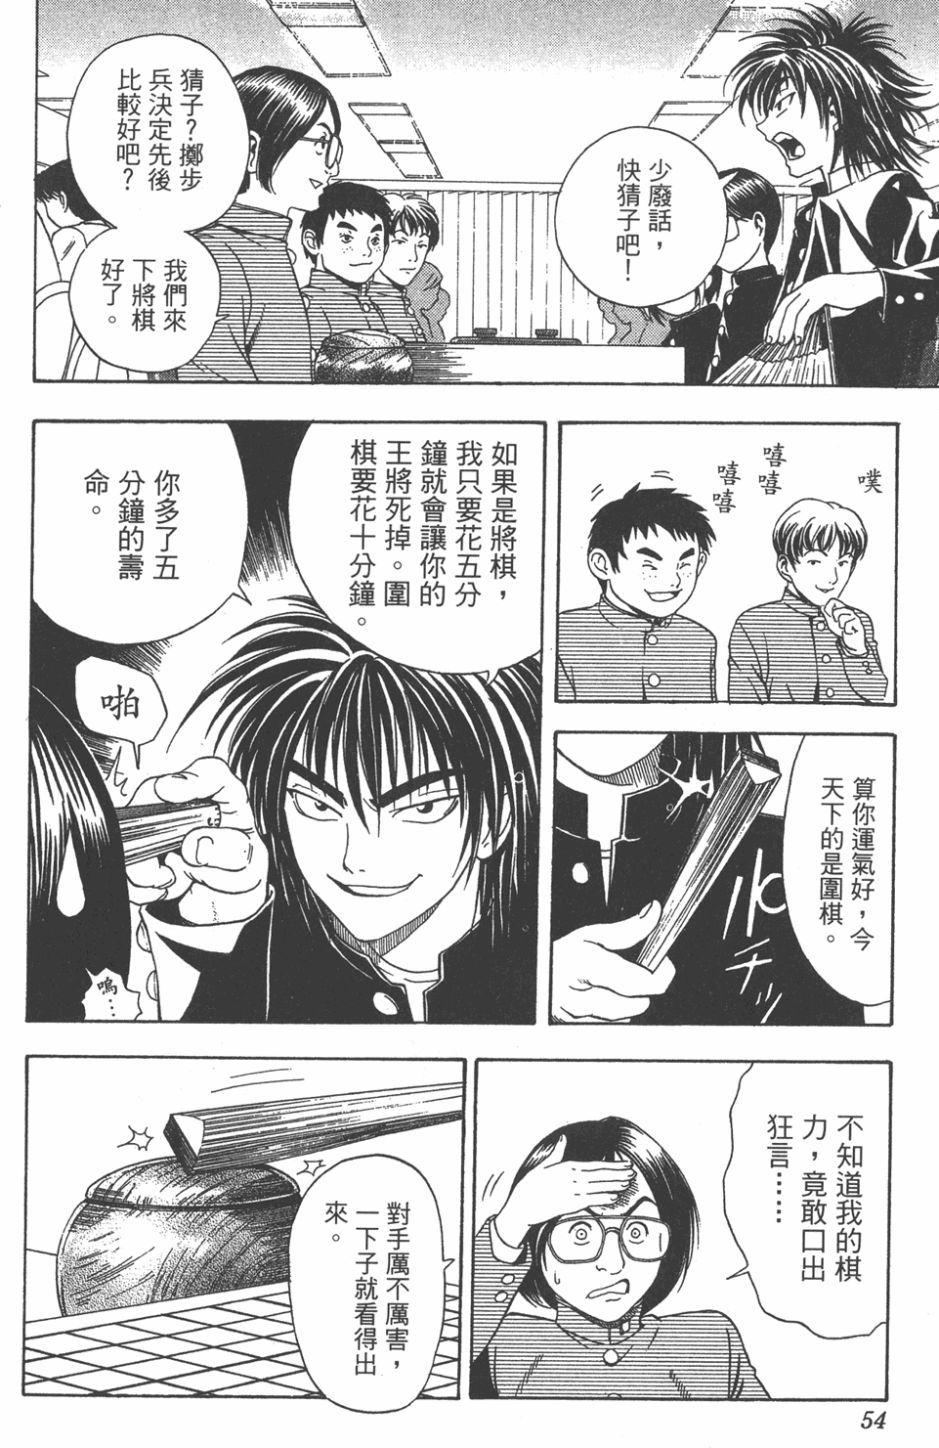 少廢話，
快猜子吧！
猜子？擲步
兵決定先後
比較好吧？
我們來
下將棋
好了。
噗
嘻嘻
嘻嘻
如果是將棋，
我只要花五分
鐘就會讓你的
王將死掉。圍
棋要花十分鐘。
你多了五
分鐘的壽
命。
啪
嗚…
算你運氣好，今
天下的是圍棋。
パチッ
不知道我的棋
力，竟敢口出
狂言……
對手厲不厲害，
一下子就看得出
來。
54